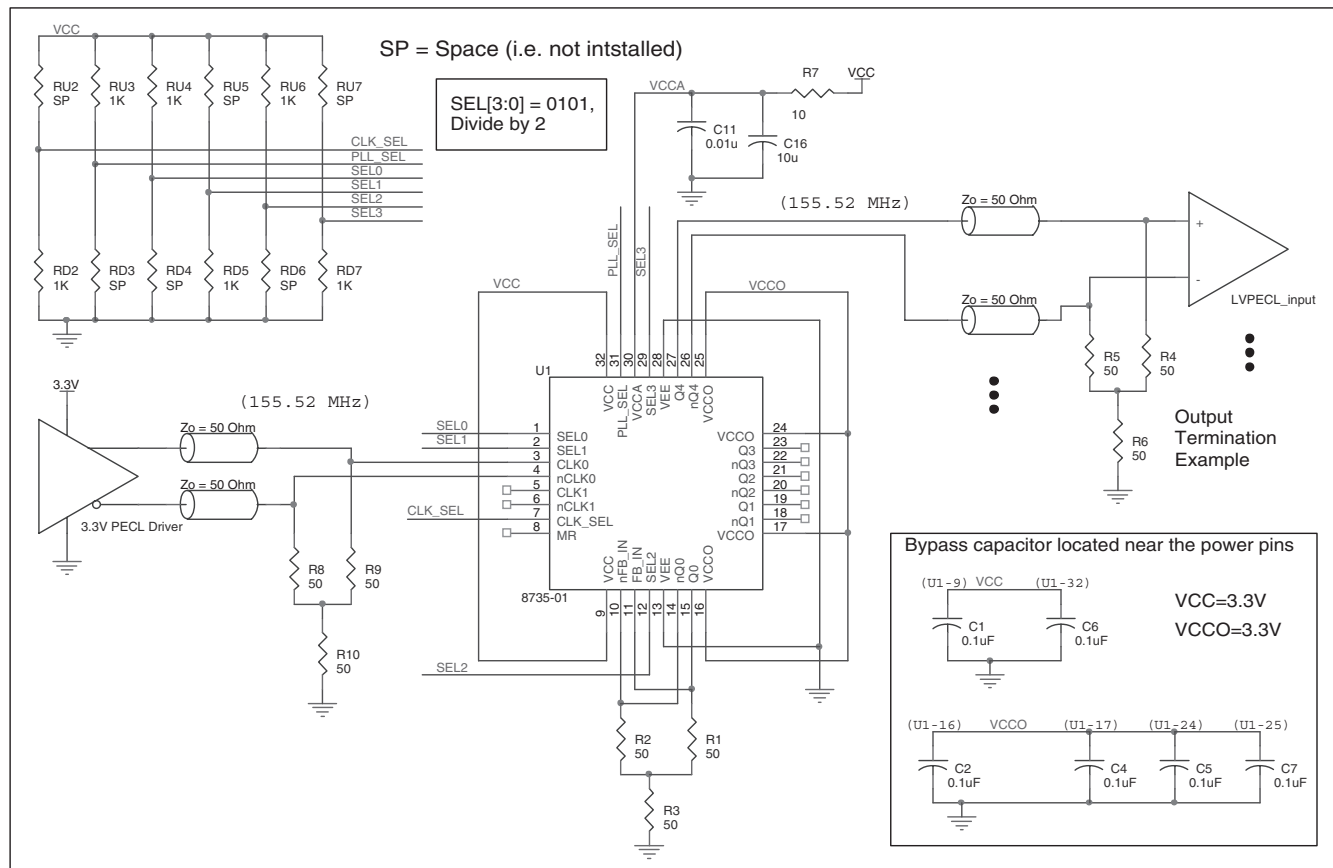 VCC
SP = Space (i.e. not intstalled)
RU2
SP
RU3
1K
RU4
1K
RU5
SP
RU6
1K
RU7
SP
SEL[3:0] = 0101,
Divide by 2
CLK_SEL
PLL_SEL
SEL0
SEL1
SEL2
SEL3
RD2
1K
RD3
SP
RD4
SP
RD5
1K
RD6
SP
RD7
1K
VCCA
R7
10
VCC
C11
0.01u
C16
10u
(155.52 MHz)
Zo = 50 Ohm
Zo = 50 Ohm
+
-
LVPECL_input
R5
50
R4
50
R6
50
Output
Termination
Example
PLL_SEL
SEL3
VCC
VCCO
3.3V
(155.52 MHz)
Zo = 50 Ohm
Zo = 50 Ohm
3.3V PECL Driver
R8
50
R9
50
R10
50
SEL0
SEL1
CLK_SEL
SEL2
U1
32
31
30
29
28
27
26
25
VCC
PLL_SEL
VCCA
SEL3
VEE
Q4
nQ4
VCCO
1 SEL0
2 SEL1
3 CLK0
4 nCLK0
5 CLK1
6 nCLK1
7 CLK_SEL
8 MR
VCCO 24
Q3 23
nQ3 22
Q2 21
nQ2 20
Q1 19
nQ1 18
VCCO 17
VCC
nFB_IN
FB_IN
SEL2
VEE
nQ0
Q0
VCCO
8735-01
9
10
11
12
13
14
15
16
R2
50
R1
50
R3
50
Bypass capacitor located near the power pins
(U1-9) VCC (U1-32)
C1
0.1uF
C6
0.1uF
VCC=3.3V
VCCO=3.3V
(U1-16) VCCO (U1-17) (U1-24) (U1-25)
C2
0.1uF
C4
0.1uF
C5
0.1uF
C7
0.1uF